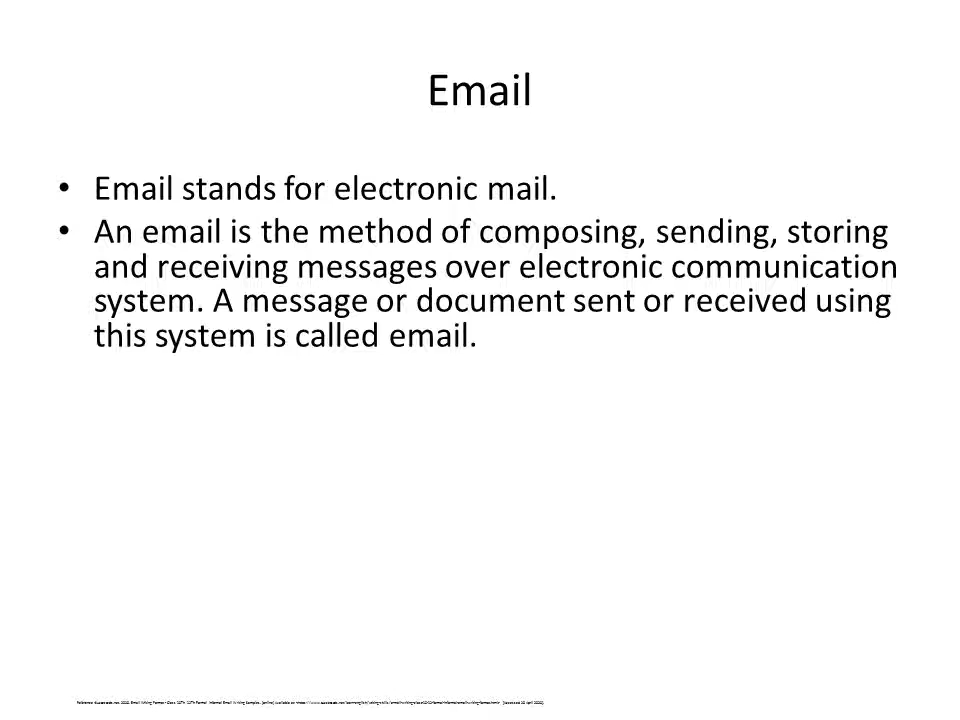 Email
• Email stands for electronic mail.
• An email is the method of composing, sending, storing
and receiving messages over electronic communication
system. A message or document sent or received using
this system is called email.